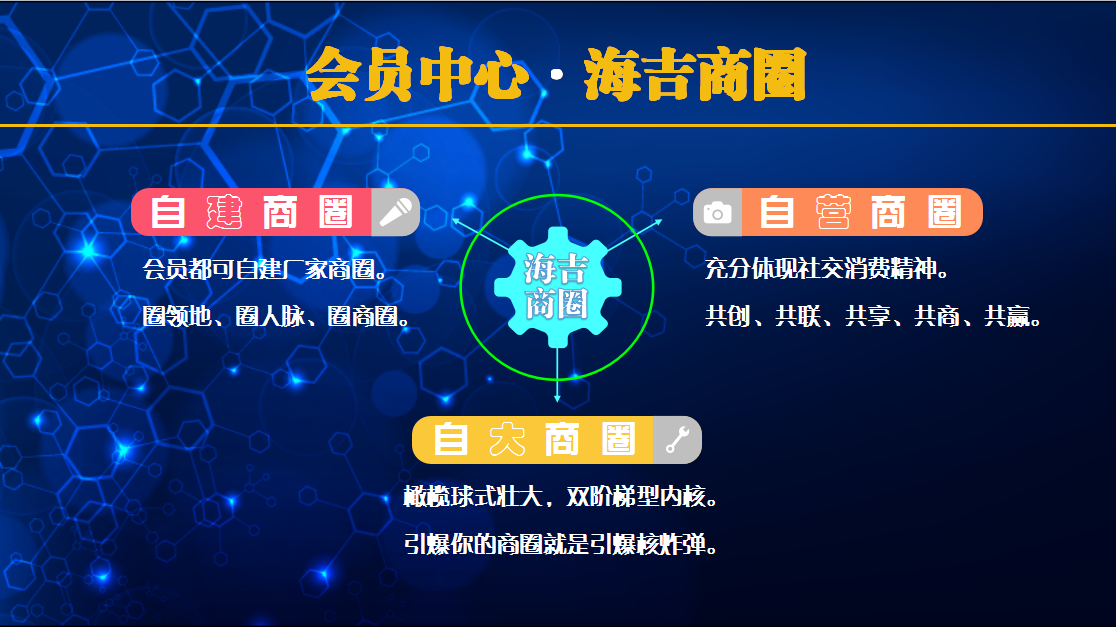 会员中心·海吉商圈
自建商圈
会员都可自建厂家商圈。
圈领地、圈人脉、圈商圈。
海吉
商圈
自营商圈
充分体现社交消费精神。
共创、共联、共享、共商、共赢。
自大商圈
橄榄球式壮大，双阶梯型内核。
引爆你的商圈就是引爆核炸弹。